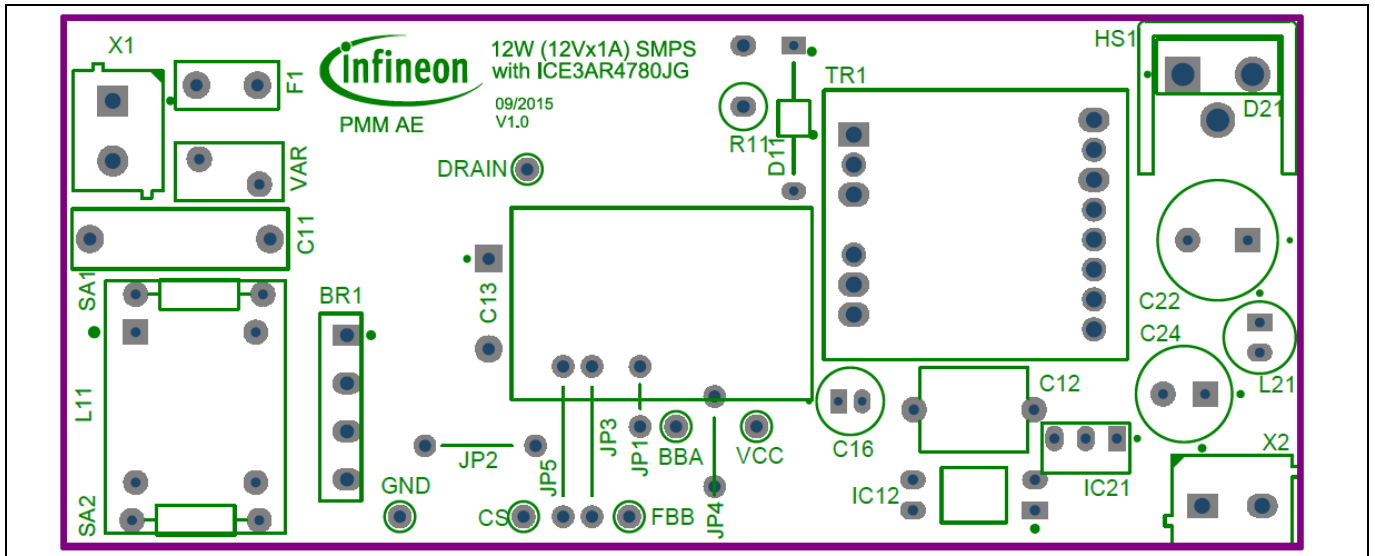 X1
F1
infineon
12W (12Vx1A) SMPS
with ICE3AR4780JG
09/2015
V1.0
PMM AE
HS1
D21
TR1
R11
D11
DRAIN
VAR
C11
SA1
BR1
C13
C22
C24
L21
L11
C12
JP3
JP1
BBA
VCC
C16
JP2
JP5
X2
SA2
GND
CS
FBB
JP4
IC12
IC21